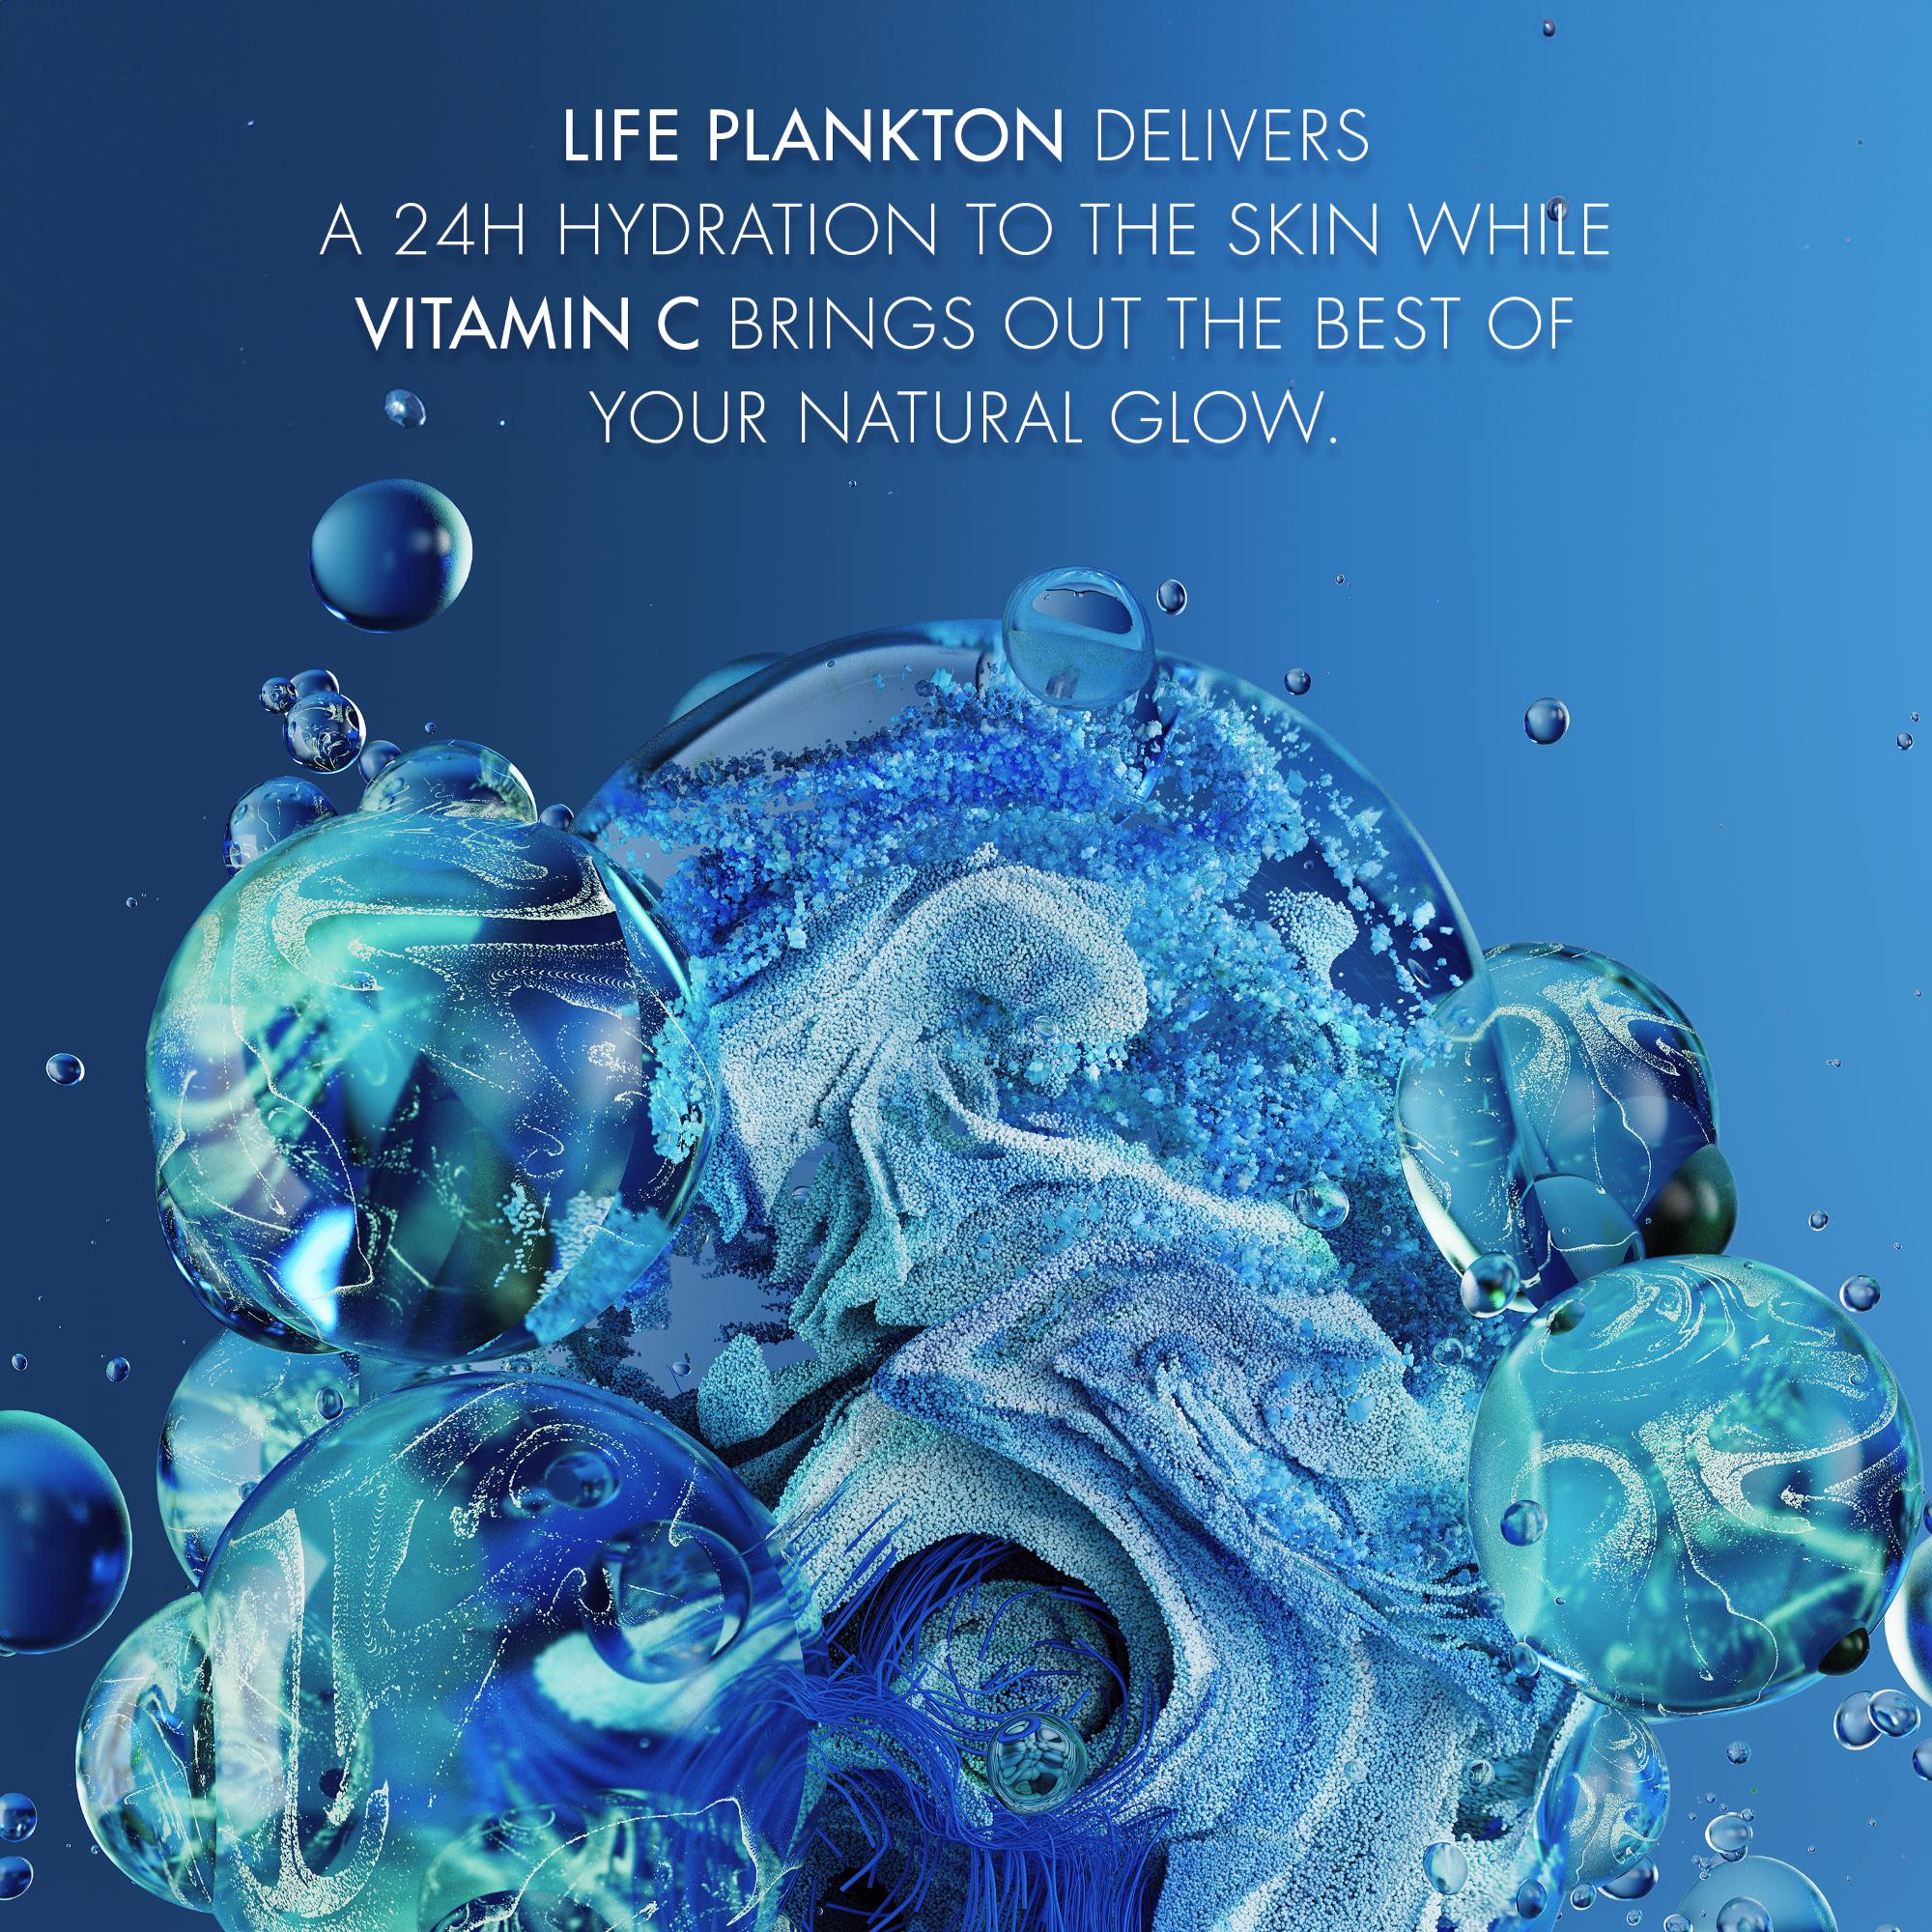 LIFE PLANKTON DELIVERS
A 24H HYDRATION TO THE SKIN WHILE
VITAMIN C BRINGS OUT THE BEST OF
YOUR NATURAL GLOW.